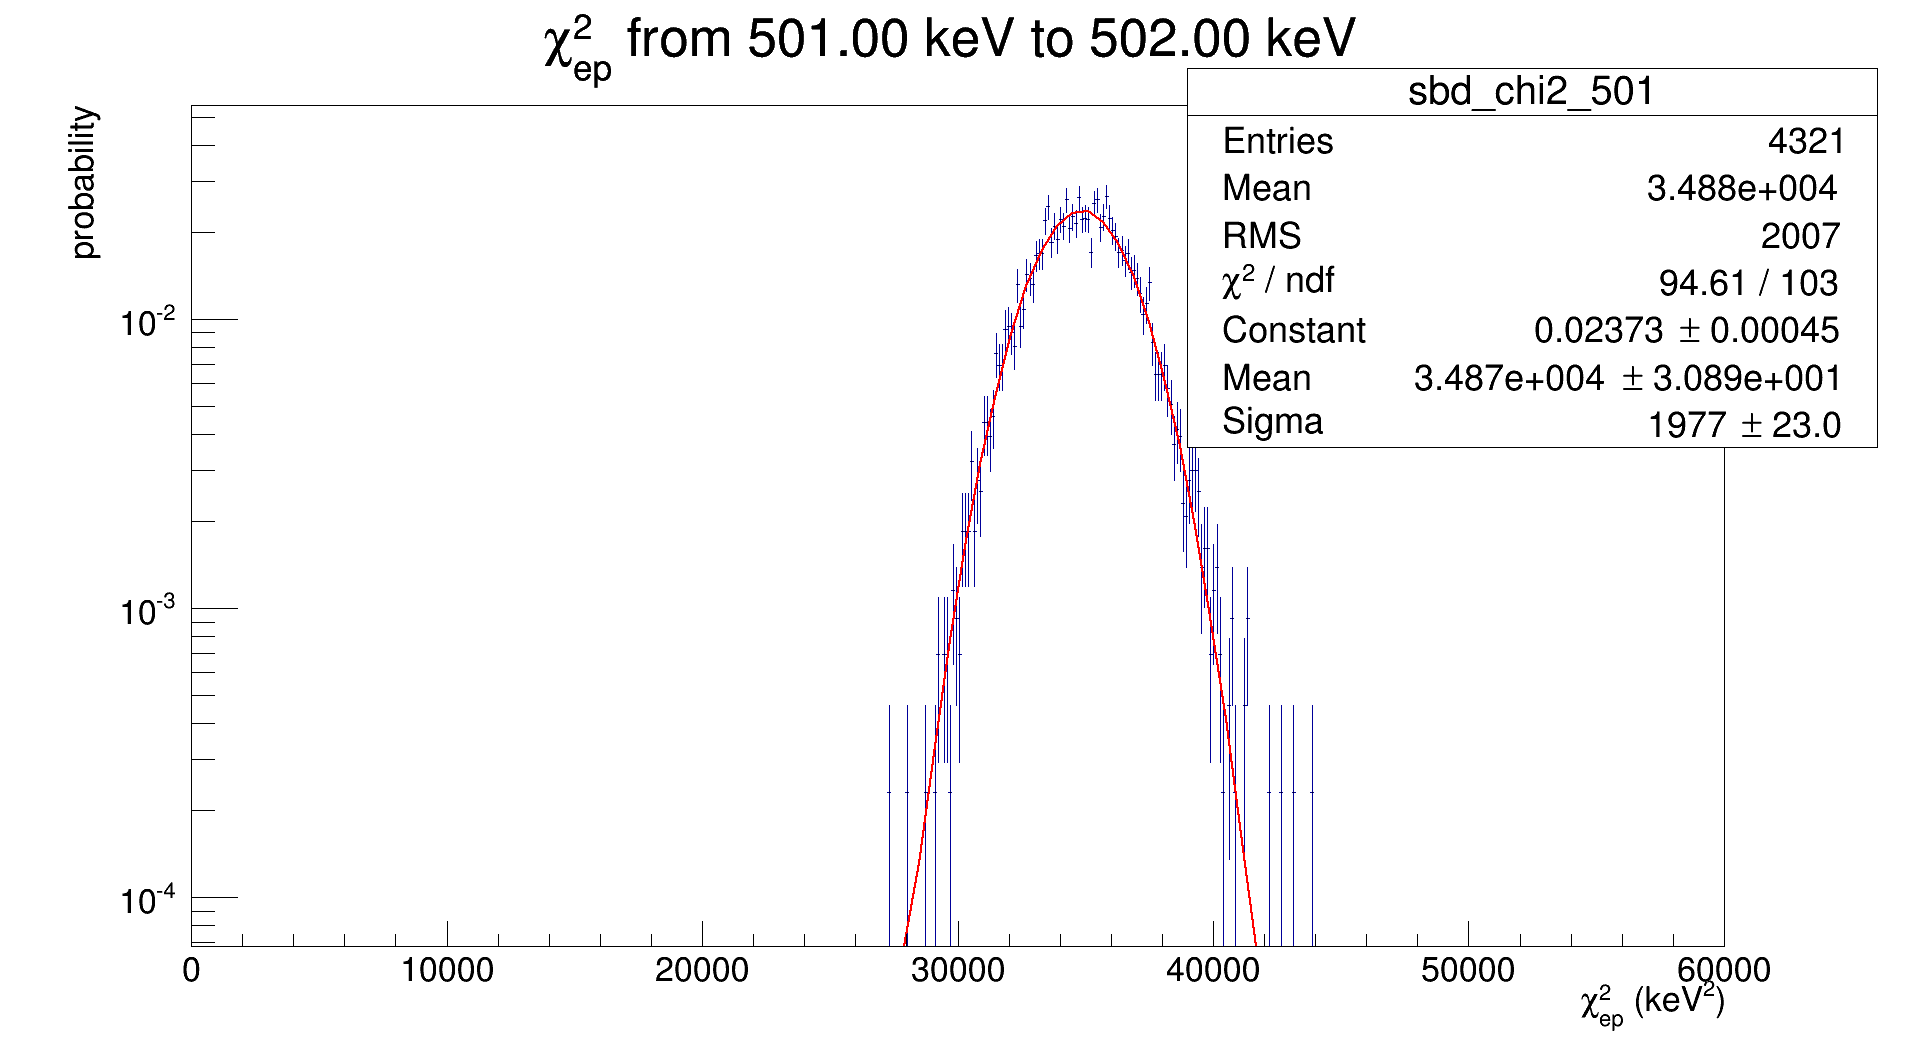 χ²ep from 501.00 keV to 502.00 keV
probability
sbd_chi2_501
Entries 4321
Mean 3.488e+004
RMS 2007
χ² / ndf 94.61 / 103
Constant 0.02373 ± 0.00045
Mean 3.487e+004 ± 3.089e+001
Sigma 1977 ± 23.0
10⁻²
10⁻³
10⁻⁴
0 10000 20000 30000 40000 50000 60000
χ²ep (keV²)